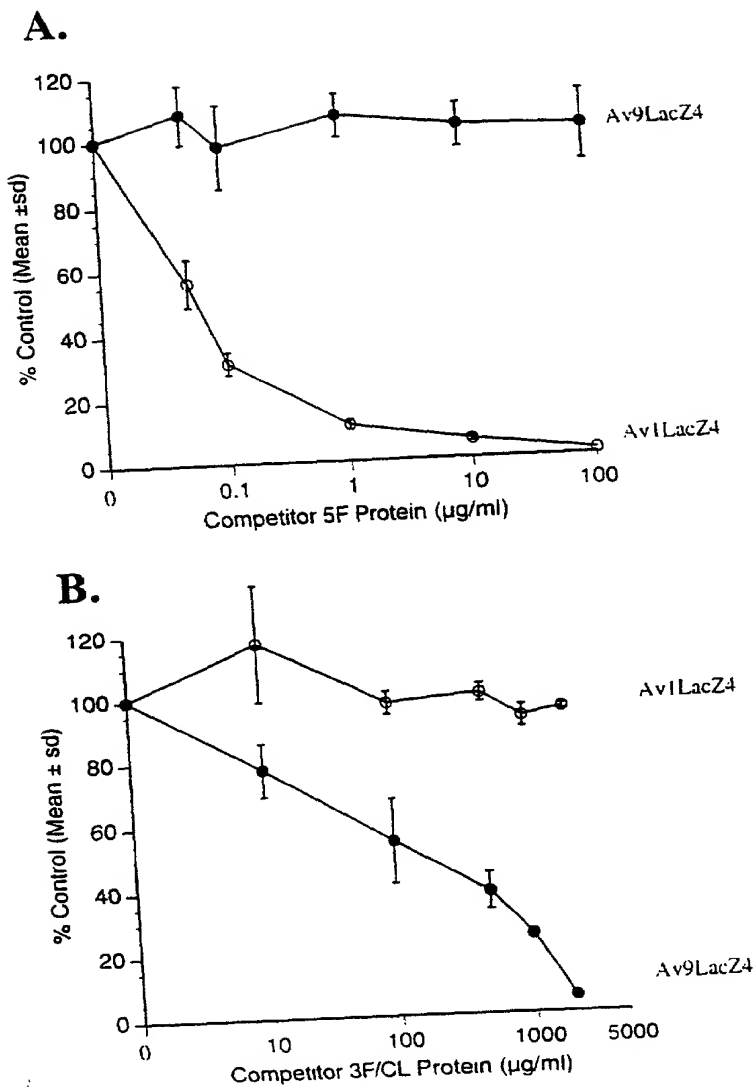 A.
120
100
80
60
40
20
0
% Control (Mean ±sd)
Av9LacZ4
Av1LacZ4
0 0.1 1 10 100
Competitor 5F Protein (µg/ml)
B.
120
100
80
60
40
20
0
% Control (Mean ± sd)
Av1LacZ4
Av9LacZ4
0 10 100 1000 5000
Competitor 3F/CL Protein (µg/ml)